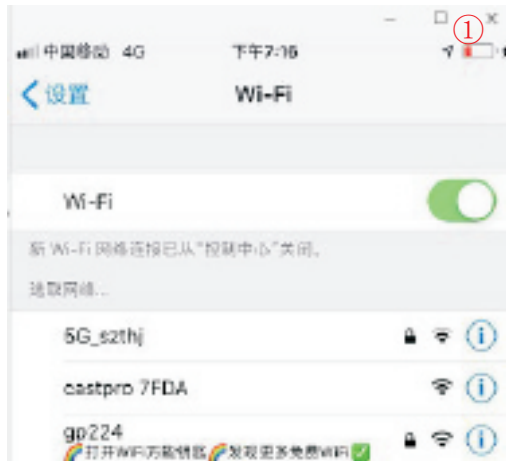 ①
中国移动 4G 下午7:16
设置 Wi-Fi
Wi-Fi
新 Wi-Fi 网络连接已从“控制中心”关闭。
选取网络...
5G_szthj
castpro 7FDA
gp224
🌈打开WiFi万能钥匙🌈发现更多免费WiFi✅